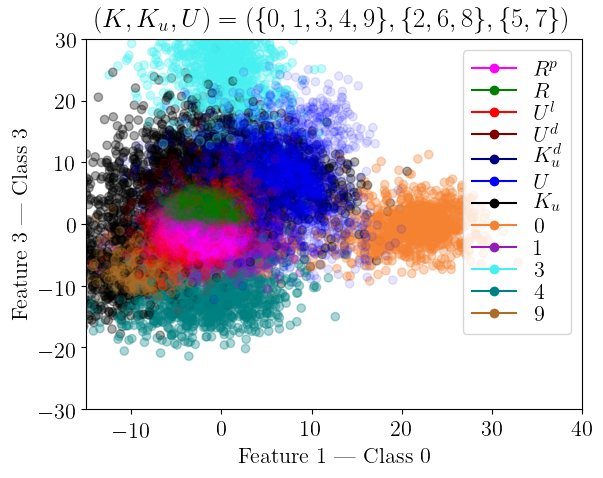 (K, K_u, U) = ({0, 1, 3, 4, 9}, {2, 6, 8}, {5, 7})
30
20
10
0
−10
−20
−30
Feature 3 — Class 3
R^p
R
U^l
U^d
K_u^d
U
K_u
0
1
3
4
9
−10
0
10
20
30
40
Feature 1 — Class 0